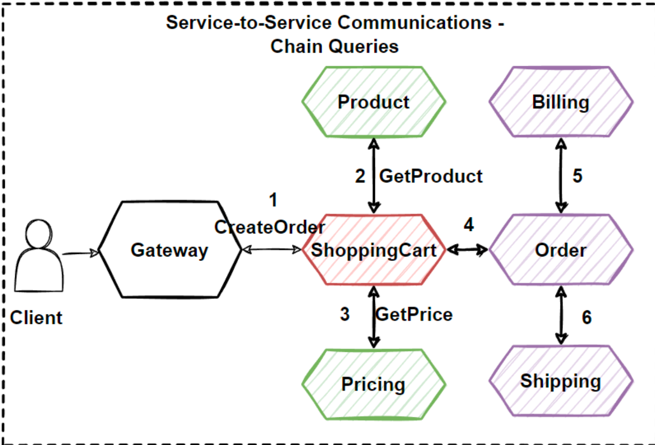 Service-to-Service Communications -
Chain Queries
Product
Billing
2 GetProduct
5
1
CreateOrder
Client
Gateway
ShoppingCart
4
Order
3 GetPrice
6
Pricing
Shipping